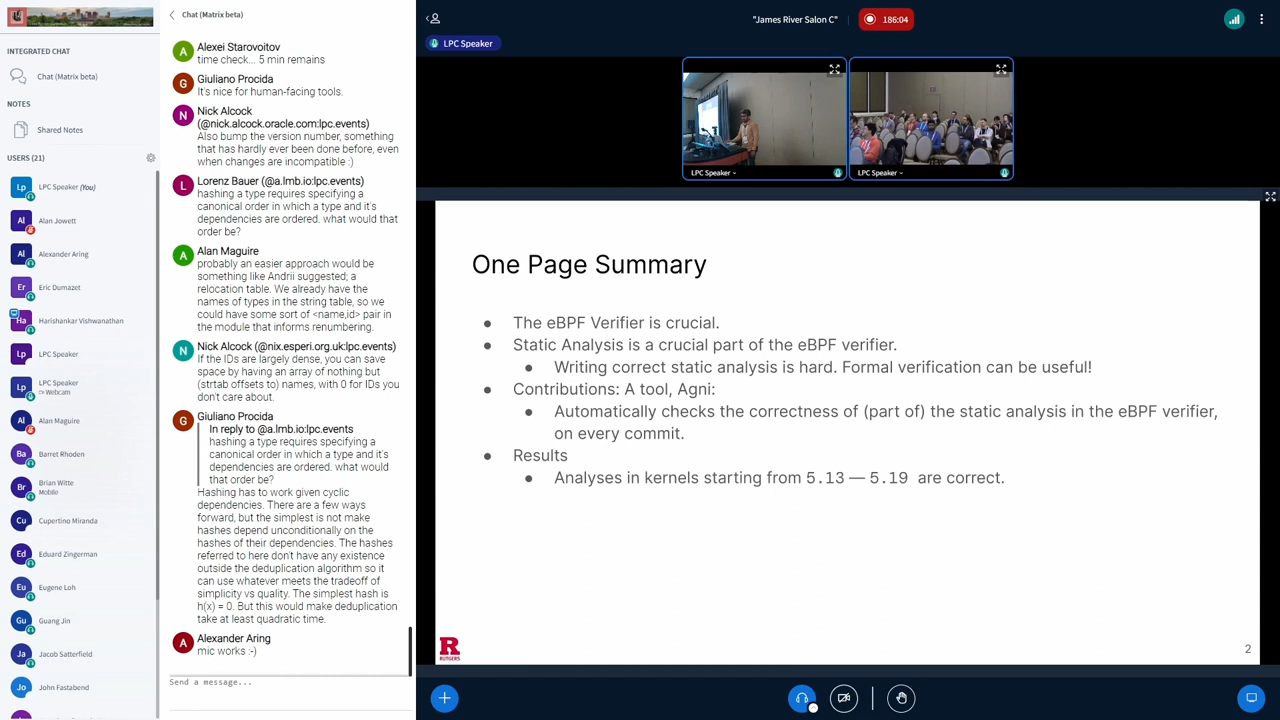 INTEGRATED CHAT
Chat (Matrix beta)
NOTES
Shared Notes
USERS (21)
Lp
LPC Speaker (You)
Al
Alan Jowett
Al
Alexander Aring
Er
Eric Dumazet
Ha
Harishankar Vishwanathan
Lp
LPC Speaker
Lp
LPC Speaker
Webcam
Al
Alan Maguire
Ba
Barret Rhoden
Br
Brian Witte
Mobile
Cu
Cupertino Miranda
Ed
Eduard Zingerman
Eu
Eugene Loh
Gu
Guang Jin
Ja
Jacob Satterfield
Jo
John Fastabend
Chat (Matrix beta)
A
Alexei Starovoitov
time check... 5 min remains
G
Giuliano Procida
It's nice for human-facing tools.
N
Nick Alcock
(@nick.alcock.oracle.com:lpc.events)
Also bump the version number, something
that has hardly ever been done before, even
when changes are incompatible :)
L
Lorenz Bauer (@a.lmb.io:lpc.events)
hashing a type requires specifying a
canonical order in which a type and it's
dependencies are ordered. what would that
order be?
A
Alan Maguire
probably an easier approach would be
something like Andrii suggested; a
relocation table. We already have the
names of types in the string table, so we
could have some sort of <name,id> pair in
the module that informs renumbering.
N
Nick Alcock (@nix.esperi.org.uk:lpc.events)
If the IDs are largely dense, you can save
space by having an array of nothing but
(strtab offsets to) names, with 0 for IDs you
don't care about.
G
Giuliano Procida
In reply to @a.lmb.io:lpc.events
hashing a type requires specifying a
canonical order in which a type and it's
dependencies are ordered. what would
that order be?
Hashing has to work given cyclic
dependencies. There are a few ways
forward, but the simplest is not make
hashes depend unconditionally on the
hashes of their dependencies. The hashes
referred to here don't have any existence
outside the deduplication algorithm so it
can use whatever meets the tradeoff of
simplicity vs quality. The simplest hash is
h(x) = 0. But this would make deduplication
take at least quadratic time.
A
Alexander Aring
mic works :-)
Send a message...
"James River Salon C"
186:04
LPC Speaker
LPC Speaker
LPC Speaker
One Page Summary
● The eBPF Verifier is crucial.
● Static Analysis is a crucial part of the eBPF verifier.
● Writing correct static analysis is hard. Formal verification can be useful!
● Contributions: A tool, Agni:
● Automatically checks the correctness of (part of) the static analysis in the eBPF verifier,
on every commit.
● Results
● Analyses in kernels starting from 5.13 — 5.19 are correct.
R
RUTGERS
2